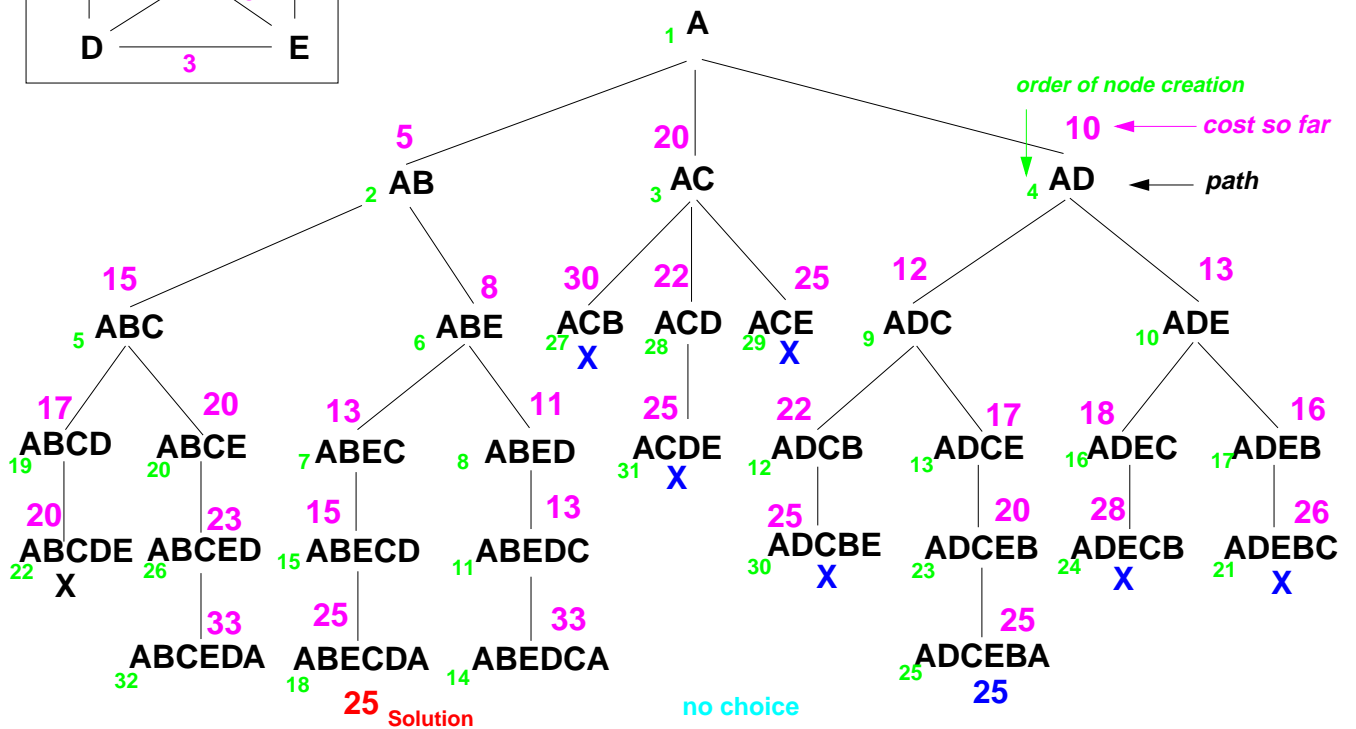 D E
3
1 A
order of node creation
5 20 10 cost so far
2 AB 3 AC 4 AD path
15 8 30 22 25 12 13
5 ABC 6 ABE 27 ACB 28 ACD 29 ACE 9 ADC 10 ADE
X X
17 20 13 11 25 22 17 18 16
19 ABCD 20 ABCE 7 ABEC 8 ABED 31 ACDE 12 ADCB 13 ADCE 16 ADEC 17 ADEB
X
20 23 15 13 25 20 28 26
22 ABCDE 26 ABCED 15 ABECD 11 ABEDC 30 ADCBE 23 ADCEB 24 ADECB 21 ADEBC
X X X X
33 25 33 25
32 ABCEDA 18 ABECDA 14 ABEDCA 25 ADCEBA
25 Solution no choice 25